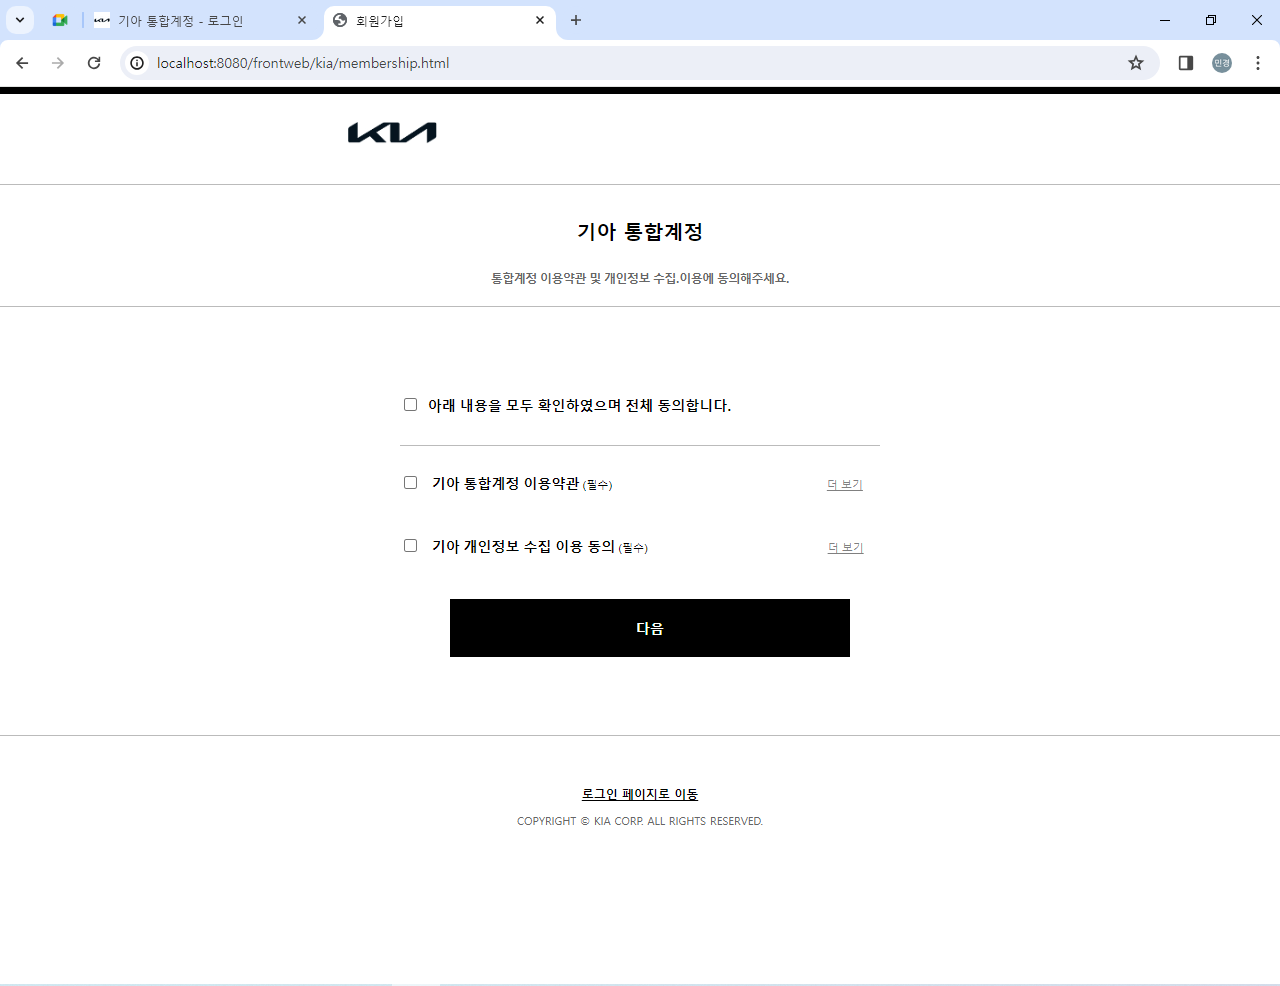 기아 통합계정 - 로그인
회원가입
localhost:8080/frontweb/kia/membership.html
민경
KIA
기아 통합계정
통합계정 이용약관 및 개인정보 수집.이용에 동의해주세요.
아래 내용을 모두 확인하였으며 전체 동의합니다.
기아 통합계정 이용약관 (필수) 더 보기
기아 개인정보 수집 이용 동의 (필수) 더 보기
다음
로그인 페이지로 이동
COPYRIGHT © KIA CORP. ALL RIGHTS RESERVED.